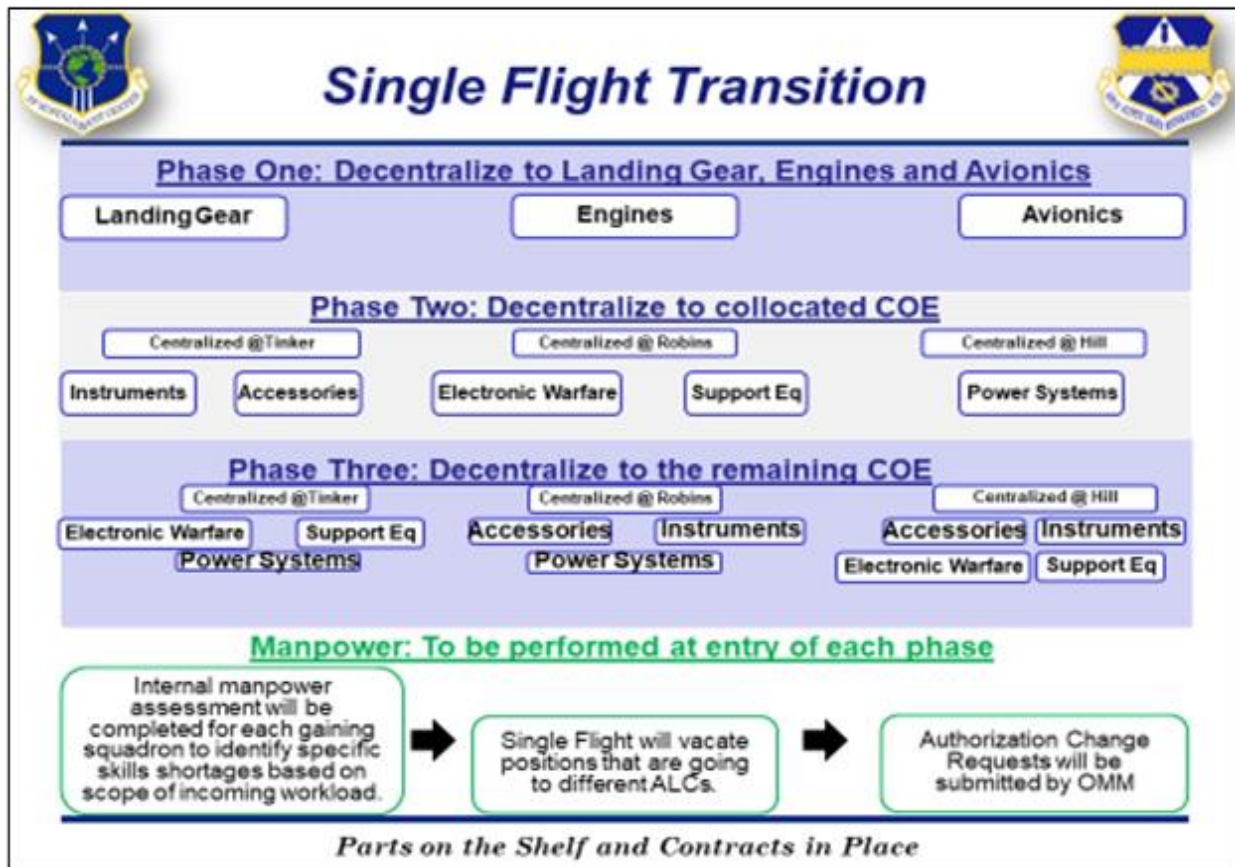 Single Flight Transition
Phase One: Decentralize to Landing Gear, Engines and Avionics
Landing Gear
Engines
Avionics
Phase Two: Decentralize to collocated COE
Centralized @Tinker
Centralized @ Robins
Centralized @ Hill
Instruments
Accessories
Electronic Warfare
Support Eq
Power Systems
Phase Three: Decentralize to the remaining COE
Centralized @Tinker
Centralized @ Robins
Centralized @ Hill
Electronic Warfare
Support Eq
Power Systems
Accessories
Instruments
Power Systems
Accessories
Instruments
Electronic Warfare
Support Eq
Manpower: To be performed at entry of each phase
Internal manpower
assessment will be
completed for each gaining
squadron to identify specific
skills shortages based on
scope of incoming workload.
Single Flight will vacate
positions that are going
to different ALCs.
Authorization Change
Requests will be
submitted by OMM
Parts on the Shelf and Contracts in Place